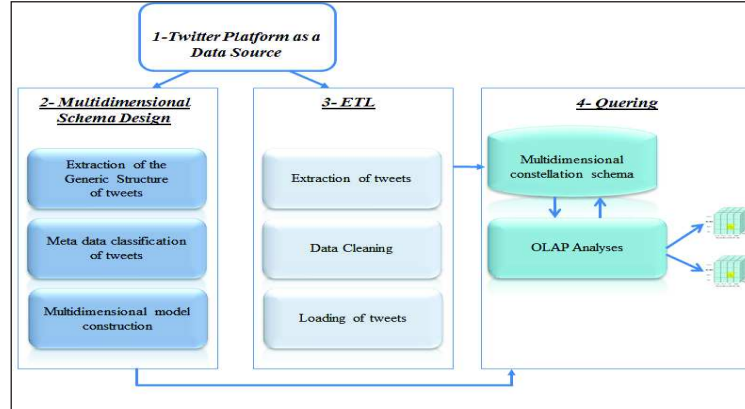 1-Twitter Platform as a
Data Source
2- Multidimensional
Schema Design
Extraction of the
Generic Structure
of tweets
Meta data classification
of tweets
Multidimensional model
construction
3- ETL
Extraction of tweets
Data Cleaning
Loading of tweets
4- Quering
Multidimensional
constellation schema
OLAP Analyses